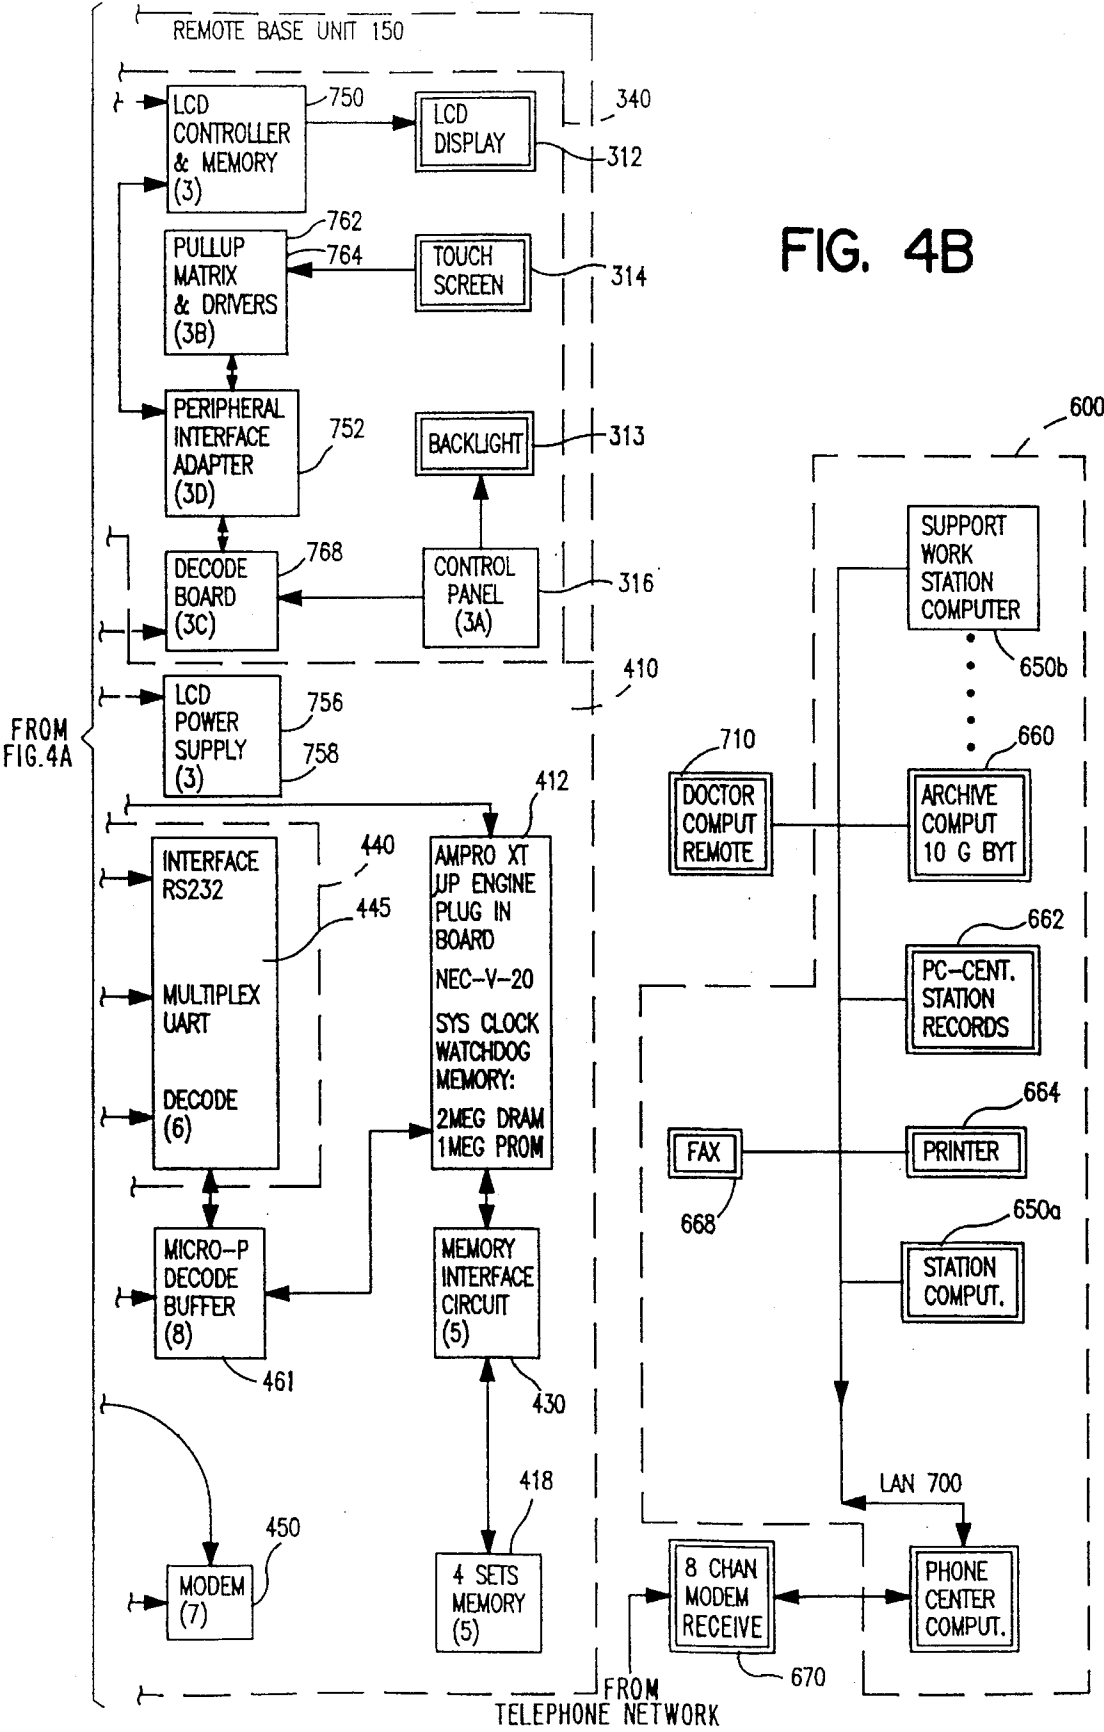 REMOTE BASE UNIT 150
LCD
CONTROLLER
& MEMORY
(3)
750
LCD
DISPLAY
340
312
PULLUP
MATRIX
& DRIVERS
(3B)
762
764
TOUCH
SCREEN
314
FIG. 4B
PERIPHERAL
INTERFACE
ADAPTER
(3D)
752
BACKLIGHT
313
600
DECODE
BOARD
(3C)
768
CONTROL
PANEL
(3A)
316
SUPPORT
WORK
STATION
COMPUTER
650b
410
FROM
FIG.4A
LCD
POWER
SUPPLY
(3)
756
758
710
DOCTOR
COMPUT
REMOTE
660
ARCHIVE
COMPUT
10 G BYT
412
AMPRO XT
UP ENGINE
PLUG IN
BOARD
NEC-V-20
SYS CLOCK
WATCHDOG
MEMORY:
2MEG DRAM
1MEG PROM
INTERFACE
RS232
MULTIPLEX
UART
DECODE
(6)
440
445
662
PC-CENT.
STATION
RECORDS
664
PRINTER
FAX
668
650a
STATION
COMPUT.
MICRO-P
DECODE
BUFFER
(8)
461
MEMORY
INTERFACE
CIRCUIT
(5)
430
LAN 700
418
4 SETS
MEMORY
(5)
450
MODEM
(7)
8 CHAN
MODEM
RECEIVE
670
PHONE
CENTER
COMPUT.
FROM
TELEPHONE NETWORK